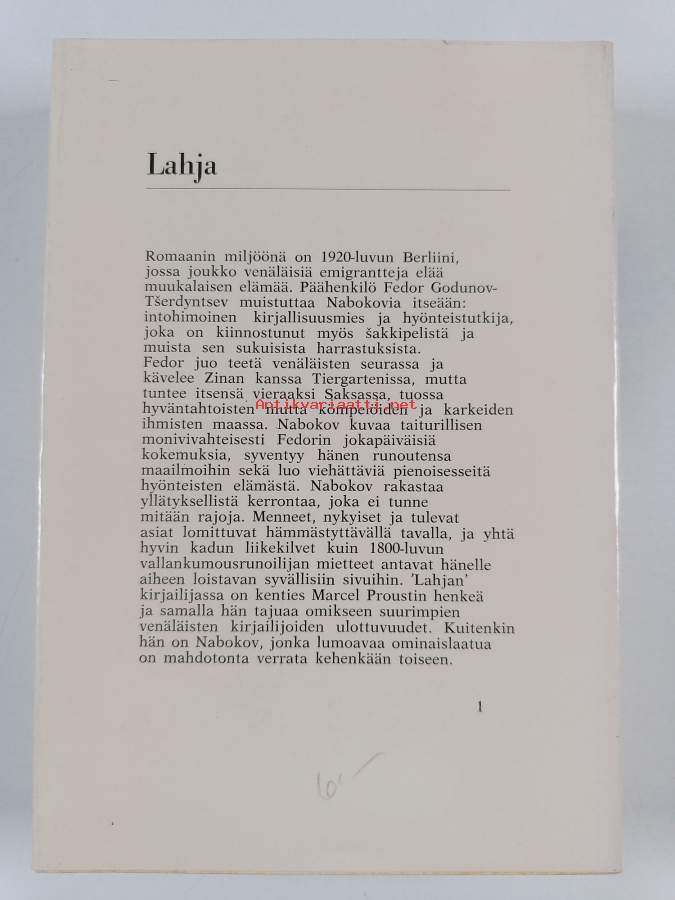 Lahja
Romaanin miljöönä on 1920-luvun Berliini,
jossa joukko venäläisiä emigrantteja elää
muukalaisen elämää. Päähenkilö Fedor Godunov-
Tšerdyntsev muistuttaa Nabokovia itseään:
intohimoinen kirjallisuusmies ja hyönteistutkija,
joka on kiinnostunut myös šakkipelistä ja
muista sen sukuisista harrastuksista.
Fedor juo teetä venäläisten seurassa ja
kävelee Zinan kanssa Tiergartenissa, mutta
tuntee itsensä vieraaksi Saksassa, tuossa
Antikvariaatti.net
hyväntahtoisten mutta kömpelöiden ja karkeiden
ihmisten maassa. Nabokov kuvaa taiturillisen
monivivahteisesti Fedorin jokapäiväisiä
kokemuksia, syventyy hänen runoutensa
maailmoihin sekä luo viehättäviä pienoisesseitä
hyönteisten elämästä. Nabokov rakastaa
yllätyksellistä kerrontaa, joka ei tunne
mitään rajoja. Menneet, nykyiset ja tulevat
asiat lomittuvat hämmästyttävällä tavalla, ja yhtä
hyvin kadun liikekilvet kuin 1800-luvun
vallankumousrunoilijan mietteet antavat hänelle
aiheen loistavan syvällisiin sivuihin. 'Lahjan'
kirjailijassa on kenties Marcel Proustin henkeä
ja samalla hän tajuaa omikseen suurimpien
venäläisten kirjailijoiden ulottuvuudet. Kuitenkin
hän on Nabokov, jonka lumoavaa ominaislaatua
on mahdotonta verrata kehenkään toiseen.
1